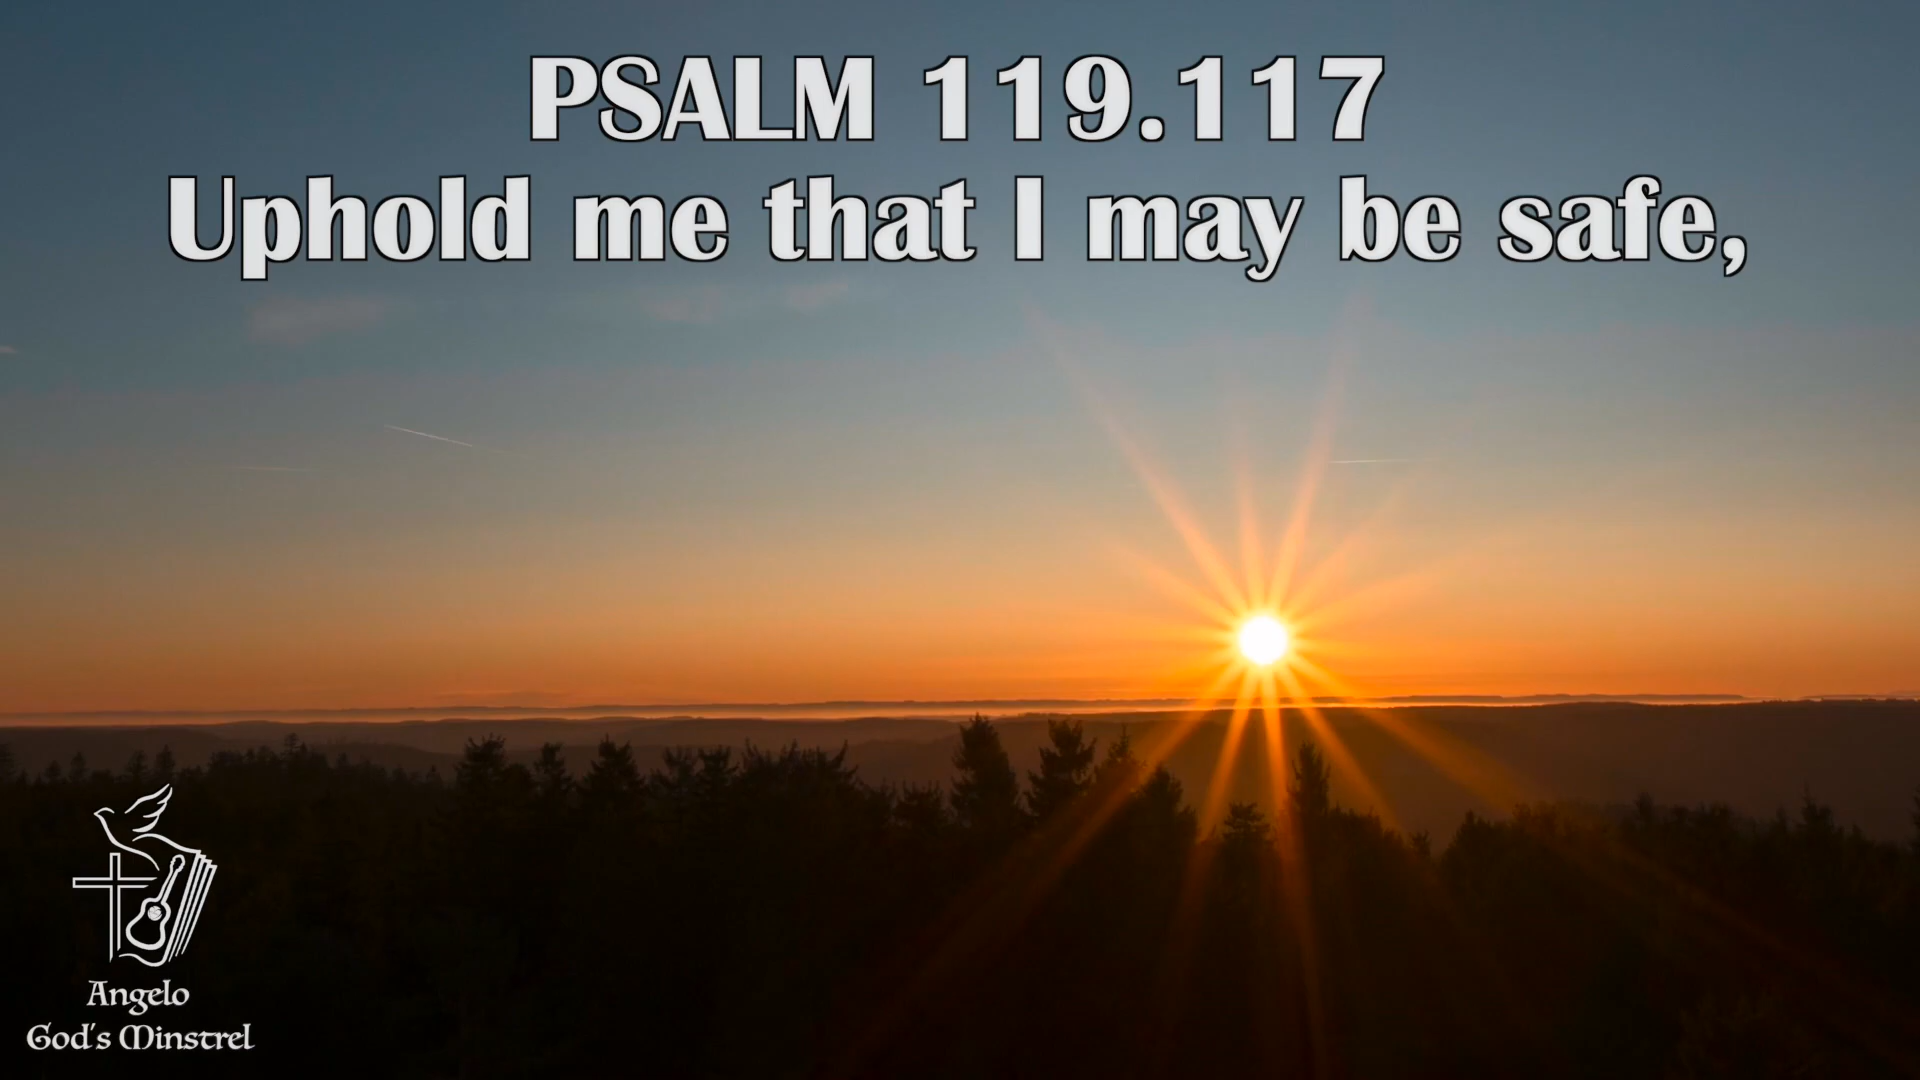 PSALM 119.117
Uphold me that I may be safe,
Angelo
God's Minstrel